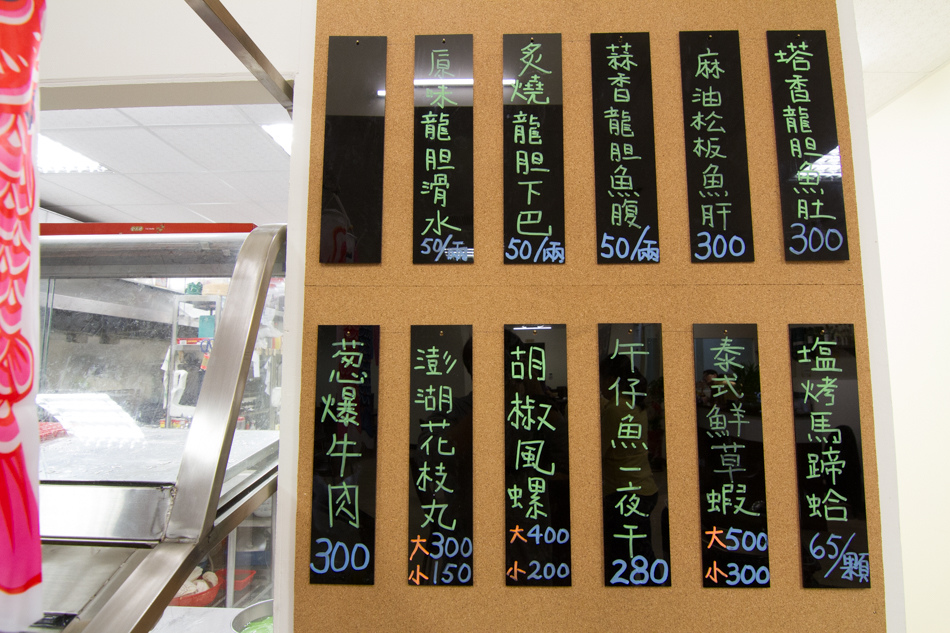 塔香龍胆魚肚
300
麻油松板魚肝
300
蒜香龍胆魚腹
50/兩
炙燒龍胆下巴
50/兩
原味龍胆滑水
50/兩
塩烤馬蹄蛤
65/顆
泰式鮮草蝦
大500
小300
午仔魚一夜干
280
胡椒風螺
大400
小200
澎湖花枝丸
大300
小150
葱爆牛肉
300